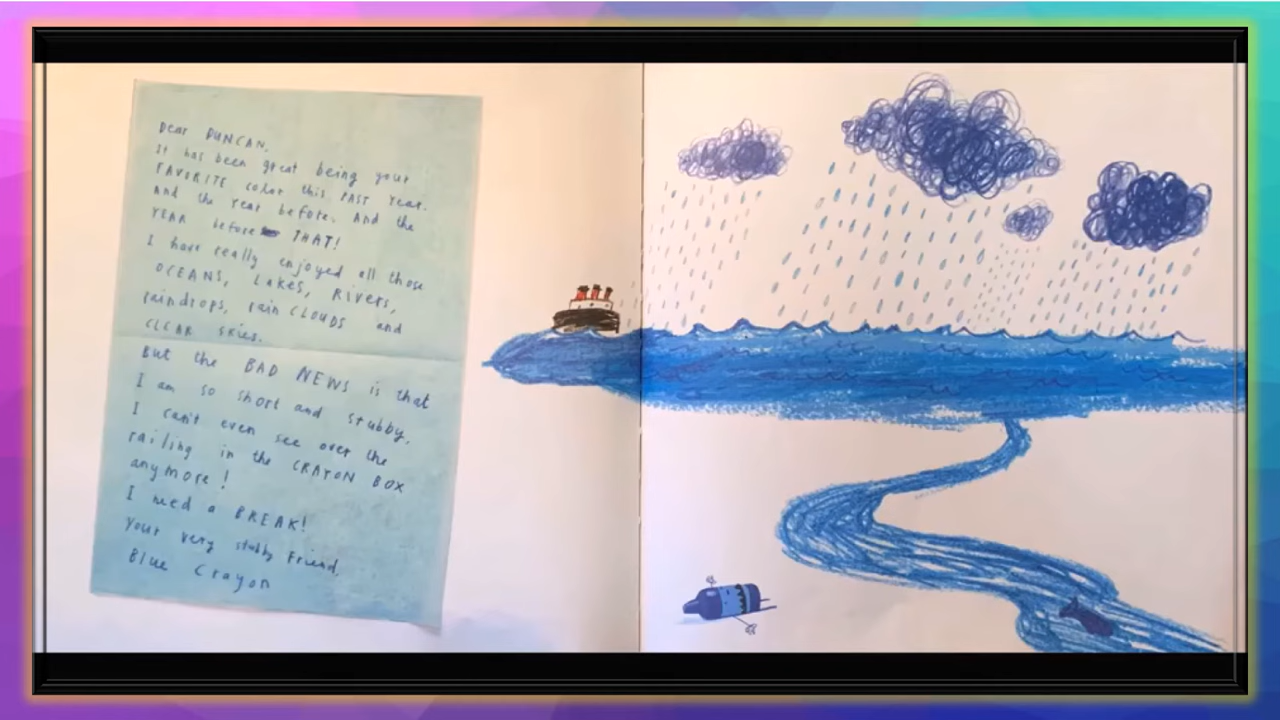 Dear DUNCAN,
It has been great being your
FAVORITE color this PAST Year.
And the Year before. And the
YEAR before THAT!
I have really enjoyed all those
OCEANS, Lakes, Rivers,
raindrops, rain CLOUDS and
CLEAR skies.
But the BAD NEWS is that
I am so short and stubby,
I can't even see over the
railing in the CRAYON BOX
anymore!
I need a BREAK!
Your very stubby Friend,
Blue Crayon